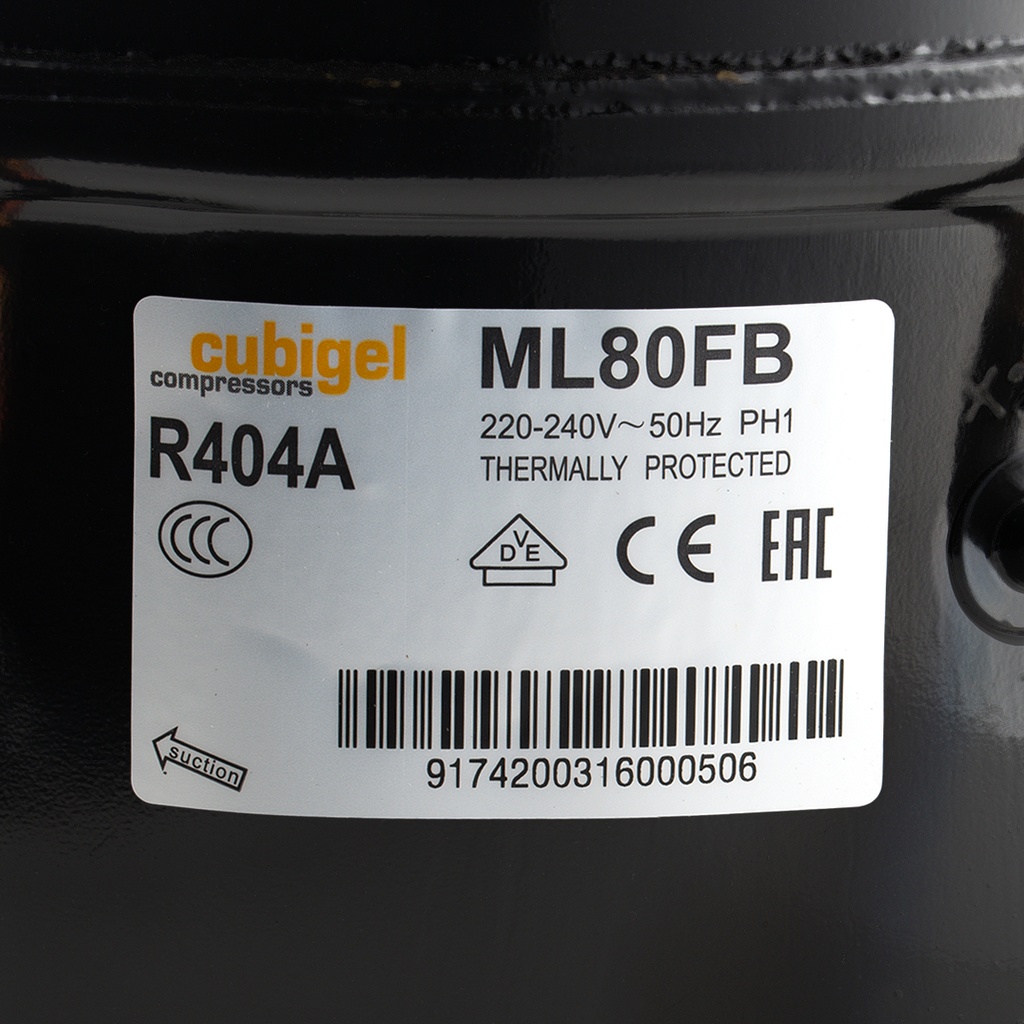 cubigel
compressors
ML80FB
R404A
220-240V~50Hz PH1
THERMALLY PROTECTED
CCC
DVE
CE
EAC
suction
9174200316000506